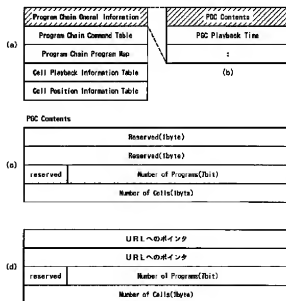 Program Chain General Information
Program Chain Command Table
Program Chain Program Map
Cell Playback Information Table
Cell Position Information Table
(a)
PGC Contents
PGC Playback Time
:
(b)
PGC Contents
Reserved(1byte)
Reserved(1byte)
reserved
Number of Programs(7bit)
Number of Cells(1byte)
(c)
URLへのポインタ
URLへのポインタ
reserved
Number of Programs(7bit)
Number of Cells(1byte)
(d)